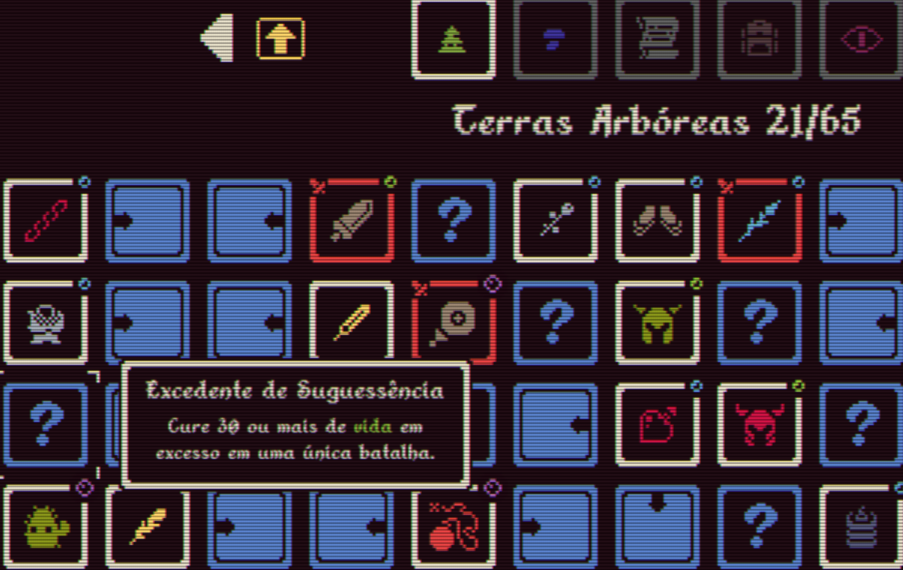 Terras Arbóreas 21/65
?
?
?
?
Excedente de Suguessência
Cure 30 ou mais de vida em
excesso em uma única batalha.
?
?
?